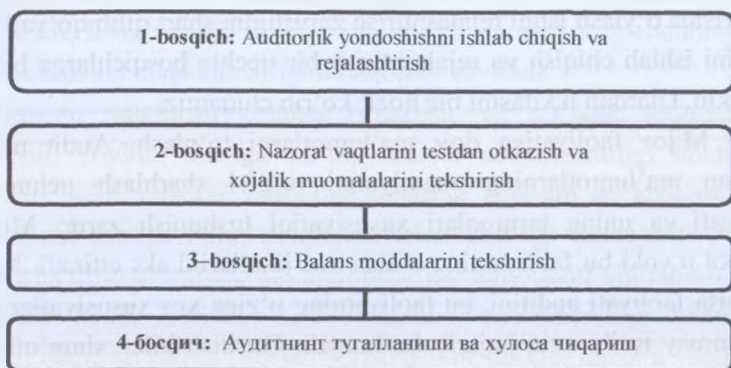 1-bosqich: Auditorlik yondoshishni ishlab chiqish va
rejalashtirish
2-bosqich: Nazorat vaqtlarini testdan otkazish va
xojalik muomalalarini tekshirish
3–bosqich: Balans moddalarini tekshirish
4-босқич: Аудитнинг тугалланиши ва хулоса чиқариш